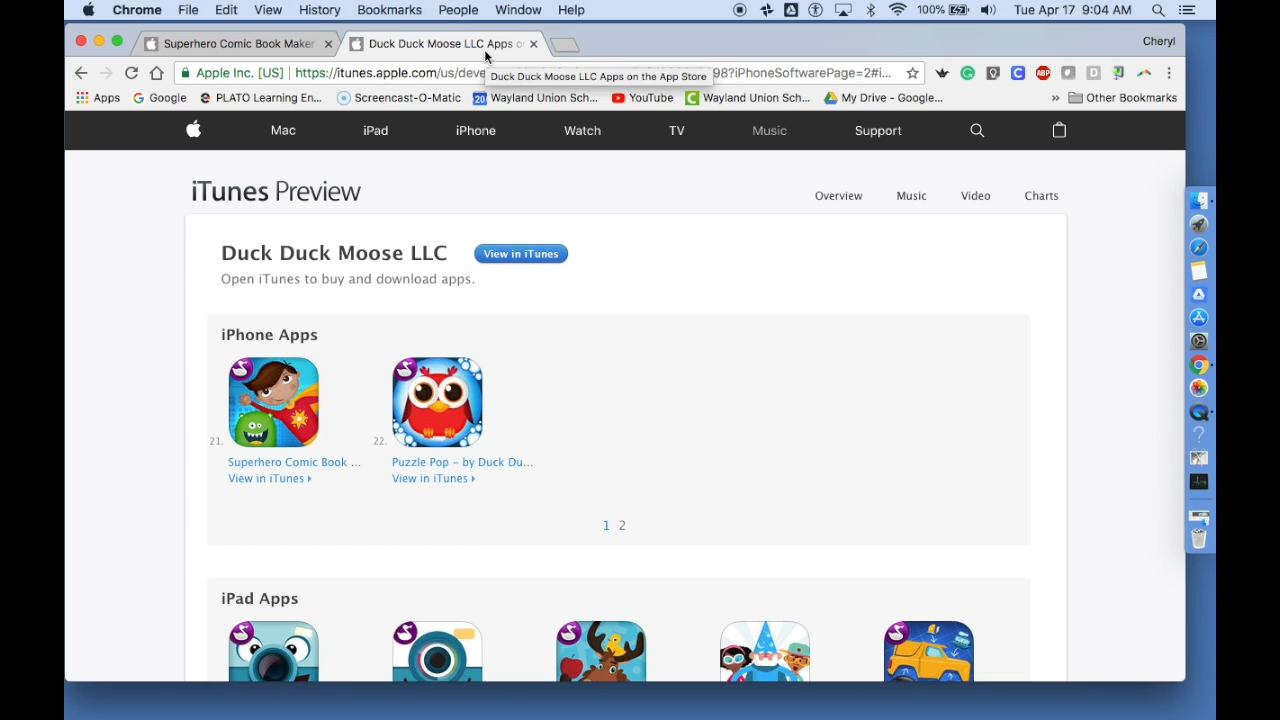 Chrome File Edit View History Bookmarks People Window Help 100% Tue Apr 17 9:04 AM
Superhero Comic Book Maker Duck Duck Moose LLC Apps o Cheryl
Apple Inc. [US] https://itunes.apple.com/us/deve 98?iPhoneSoftwarePage=2#i...
Duck Duck Moose LLC Apps on the App Store
Apps Google PLATO Learning En... Screencast-O-Matic 20 Wayland Union Sch... YouTube Wayland Union Sch... My Drive - Google... » Other Bookmarks
Mac iPad iPhone Watch TV Music Support
iTunes Preview
Overview Music Video Charts
Duck Duck Moose LLC View in iTunes
Open iTunes to buy and download apps.
iPhone Apps
21. 22.
Superhero Comic Book ... Puzzle Pop - by Duck Du...
View in iTunes View in iTunes
1 2
iPad Apps